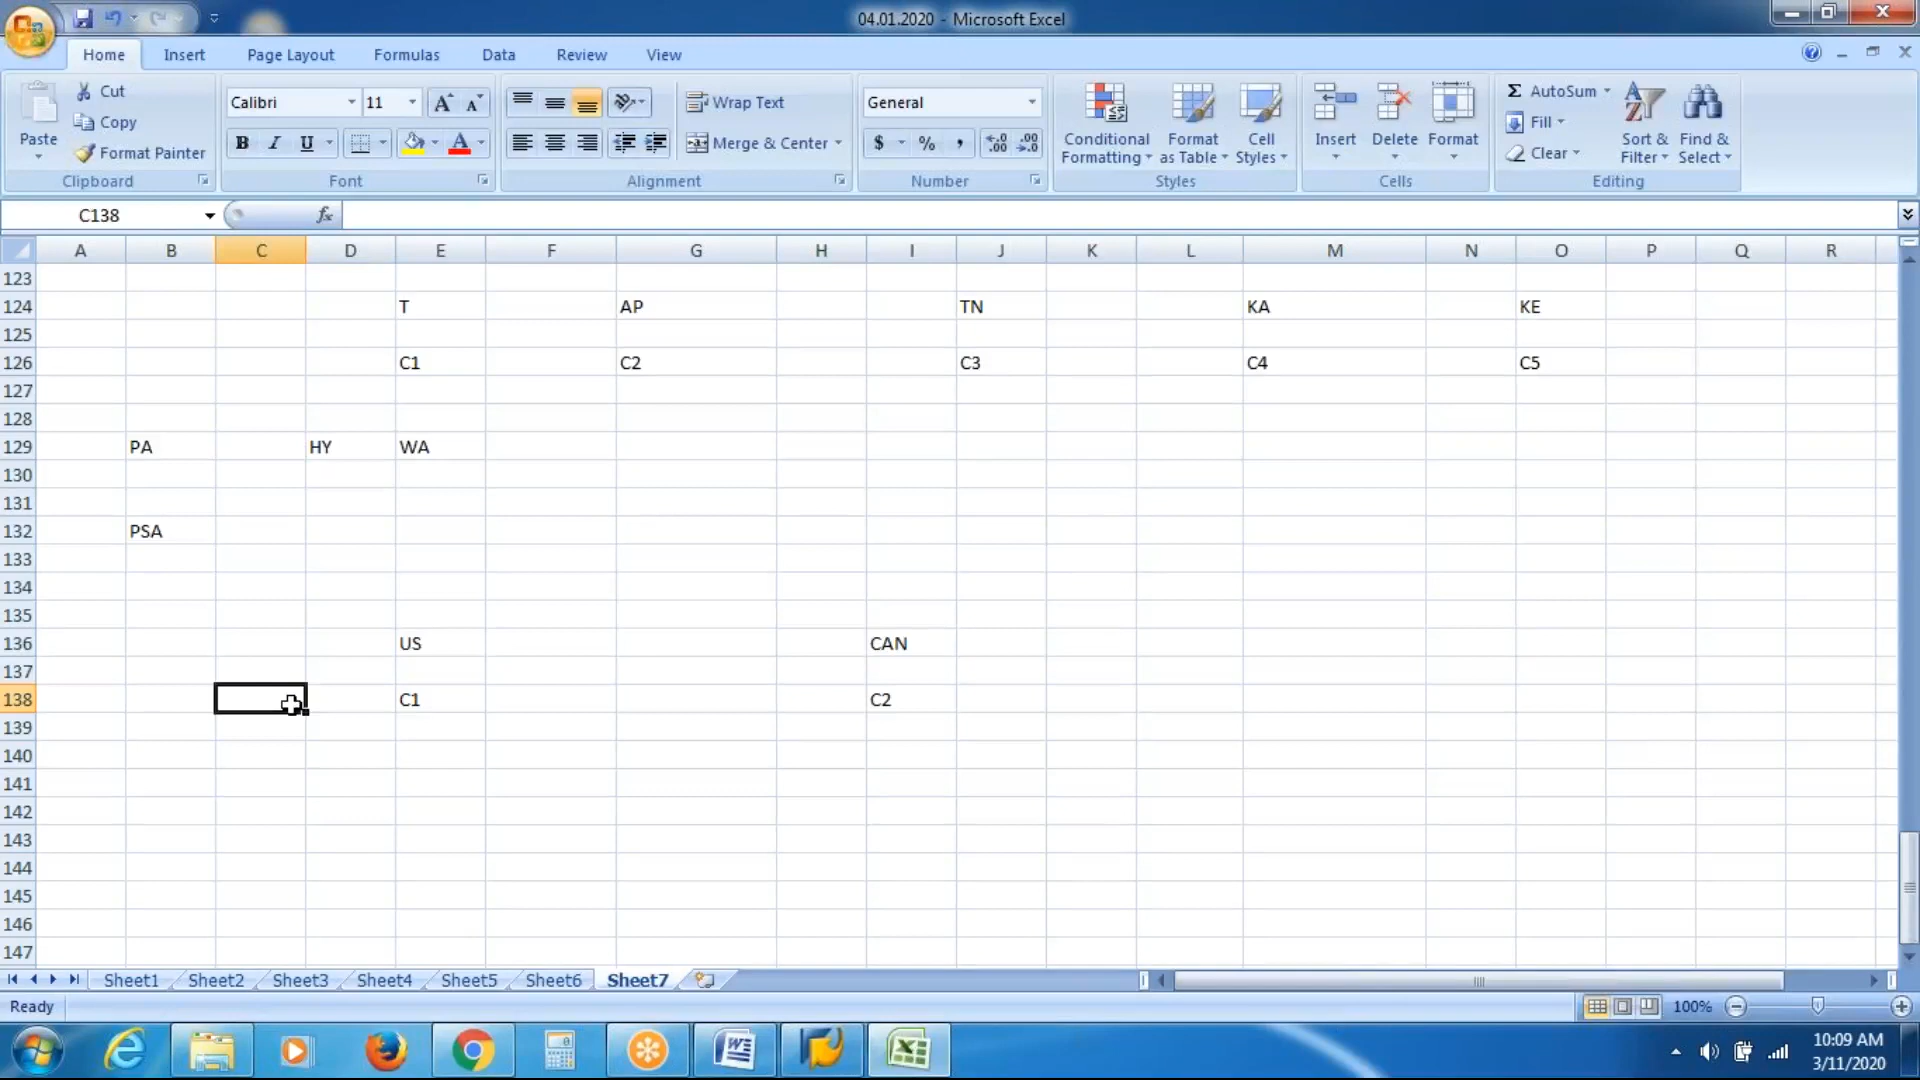 04.01.2020 - Microsoft Excel
Home Insert Page Layout Formulas Data Review View
Paste
Cut
Copy
Format Painter
Clipboard
Calibri 11
B I U
Font
Wrap Text
Merge & Center
Alignment
General
$ % ,
Number
Conditional Formatting
Format as Table
Cell Styles
Styles
Insert Delete Format
Cells
Σ AutoSum
Fill
Clear
Sort & Filter
Find & Select
Editing
C138 fx
A B C D E F G H I J K L M N O P Q R
123
124 T AP TN KA KE
125
126 C1 C2 C3 C4 C5
127
128
129 PA HY WA
130
131
132 PSA
133
134
135
136 US CAN
137
138 C1 C2
139
140
141
142
143
144
145
146
147
Sheet1 Sheet2 Sheet3 Sheet4 Sheet5 Sheet6 Sheet7
Ready 100%
10:09 AM
3/11/2020